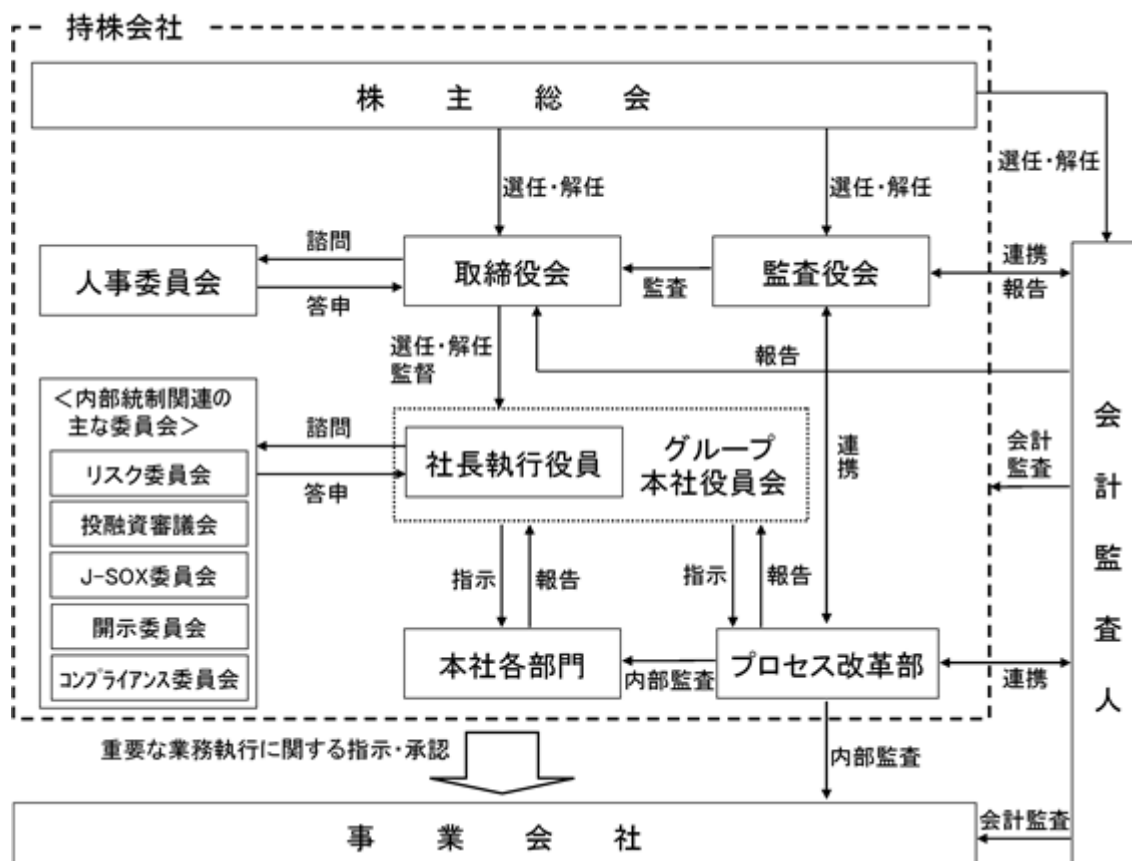 持株会社
株主総会
選任・解任
選任・解任
選任・解任
人事委員会
諮問
答申
取締役会
監査
監査役会
連携
報告
選任・解任
監督
報告
＜内部統制関連の
主な委員会＞
リスク委員会
投融資審議会
J-SOX委員会
開示委員会
コンプライアンス委員会
諮問
答申
社長執行役員
グループ
本社役員会
連携
会計
監査
会計監査人
指示
報告
指示
報告
本社各部門
内部監査
プロセス改革部
連携
重要な業務執行に関する指示・承認
内部監査
事業会社
会計監査